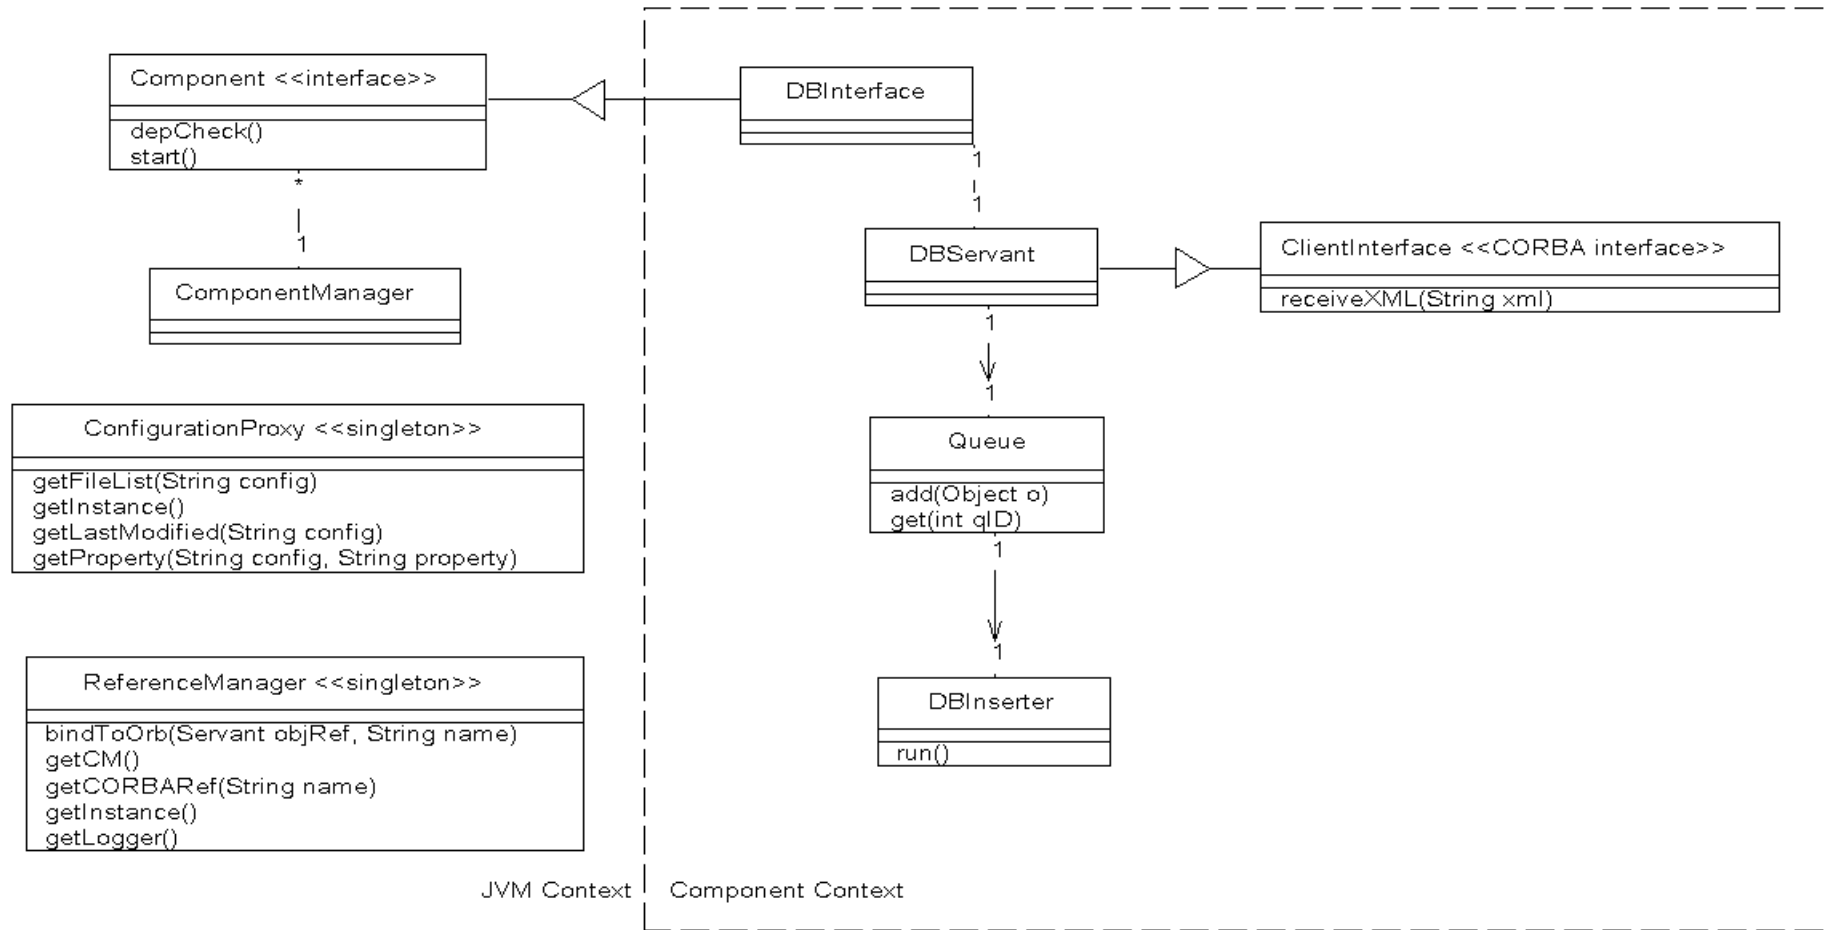 Component <<interface>>
depCheck()
start()
*
1
ComponentManager
ConfigurationProxy <<singleton>>
getFileList(String config)
getInstance()
getLastModified(String config)
getProperty(String config, String property)
ReferenceManager <<singleton>>
bindToOrb(Servant objRef, String name)
getCM()
getCORBARef(String name)
getInstance()
getLogger()
JVM Context
DBInterface
1
1
DBServant
ClientInterface <<CORBA interface>>
receiveXML(String xml)
1
1
Queue
add(Object o)
get(int qID)
1
1
DBInserter
run()
Component Context